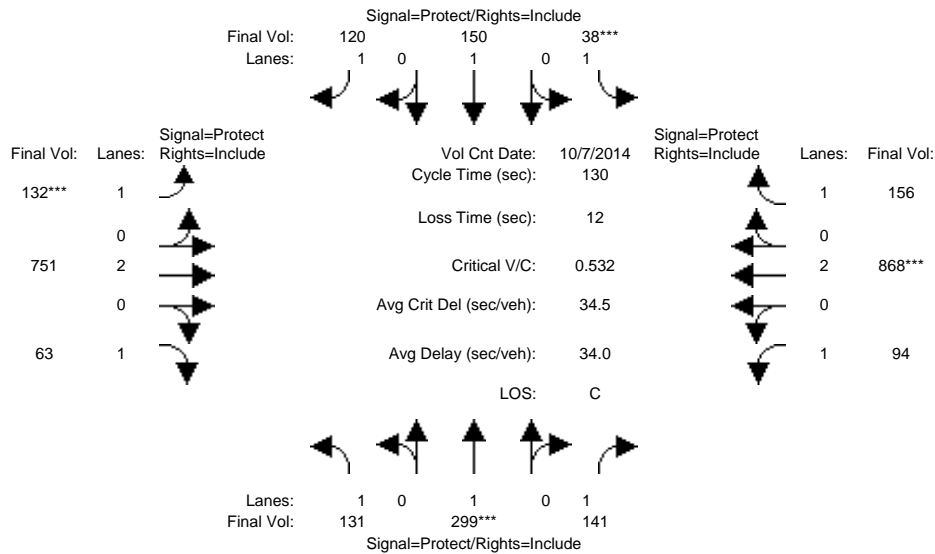 Signal=Protect/Rights=Include
Final Vol: 120 150 38***
Lanes: 1 0 1 0 1
Signal=Protect Signal=Protect
Final Vol: Lanes: Rights=Include Vol Cnt Date: 10/7/2014 Rights=Include Lanes: Final Vol:
Cycle Time (sec): 130
132*** 1 1 156
Loss Time (sec): 12
0 0
751 2 Critical V/C: 0.532 2 868***
0 Avg Crit Del (sec/veh): 34.5 0
63 1 Avg Delay (sec/veh): 34.0 1 94
LOS: C
Lanes: 1 0 1 0 1
Final Vol: 131 299*** 141
Signal=Protect/Rights=Include